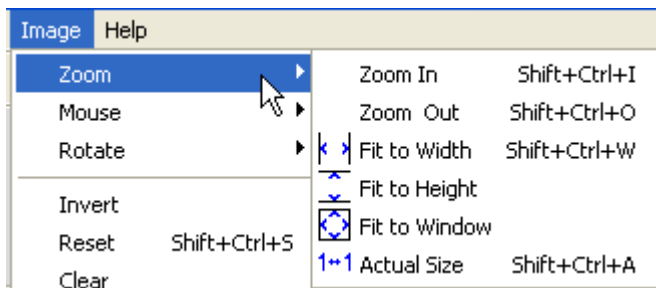 Image Help
Zoom
Mouse
Rotate
Invert
Reset Shift+Ctrl+S
Clear
Zoom In Shift+Ctrl+I
Zoom Out Shift+Ctrl+O
Fit to Width Shift+Ctrl+W
Fit to Height
Fit to Window
1↔1 Actual Size Shift+Ctrl+A